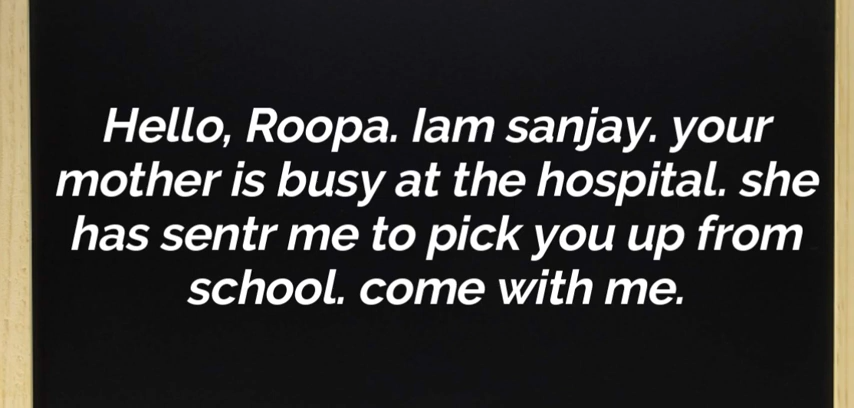 Hello, Roopa. Iam sanjay. your
mother is busy at the hospital. she
has sentr me to pick you up from
school. come with me.